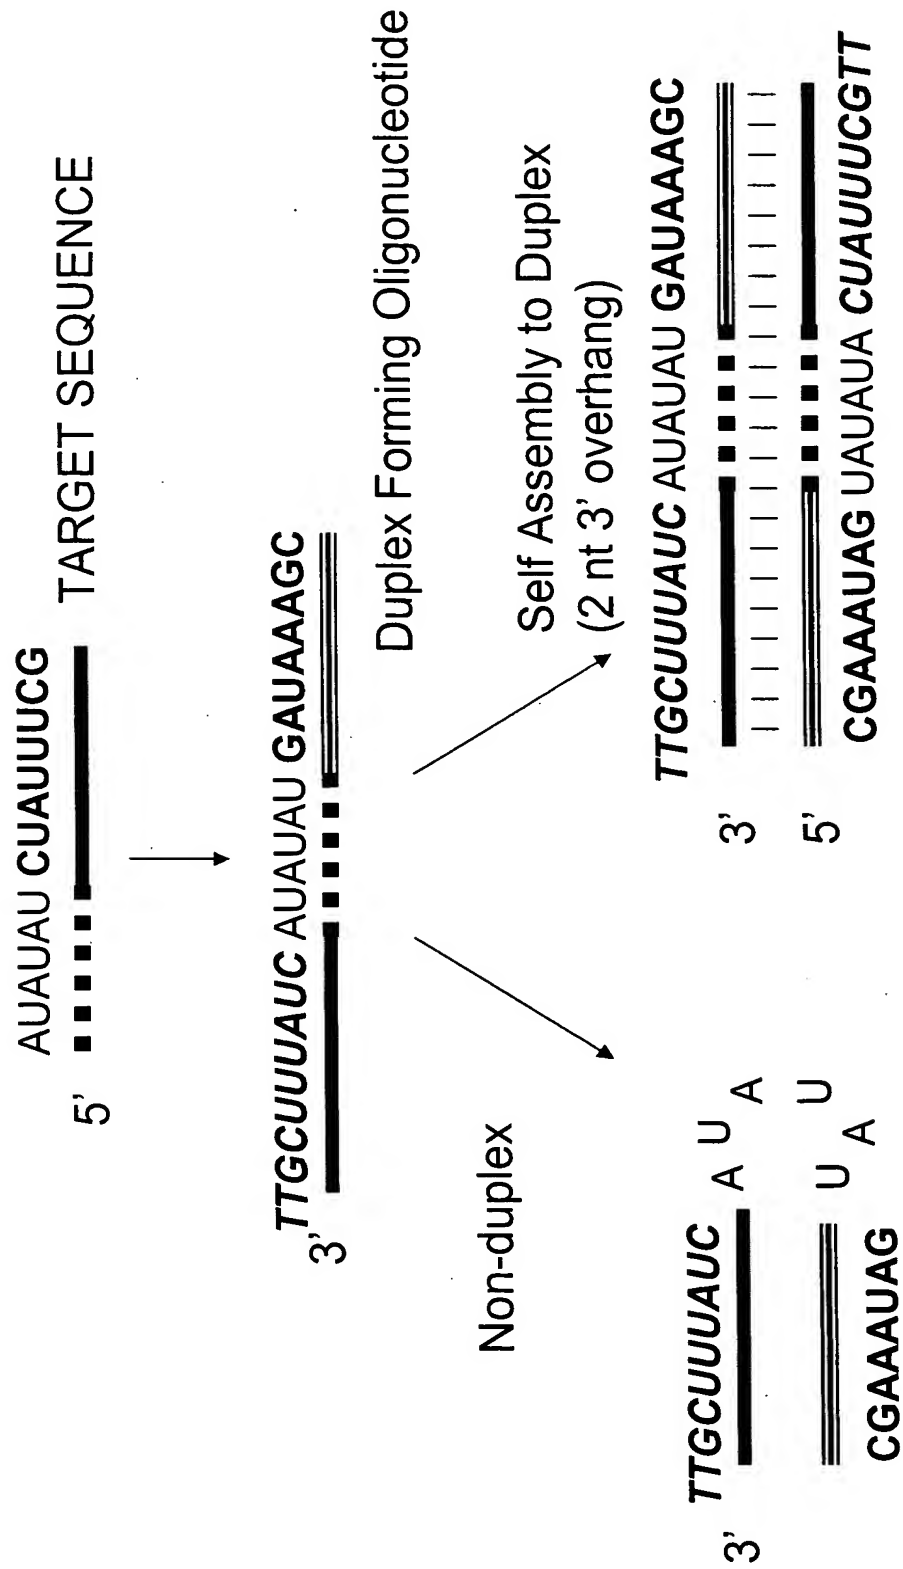 AUAUAU CUAUUUCG
5’ TARGET SEQUENCE
TTGCUUUAUC AUAUAU GAUAAAGC
3’
Duplex Forming Oligonucleotide
Non-duplex
Self Assembly to Duplex
(2 nt 3’ overhang)
TTGCUUUAUC A U A
3’
U A U
CGAAAUAG
TTGCUUUAUC AUAUAU GAUAAAGC
3’
5’
CGAAAUAG UAUAUA CUAUUUCGTT